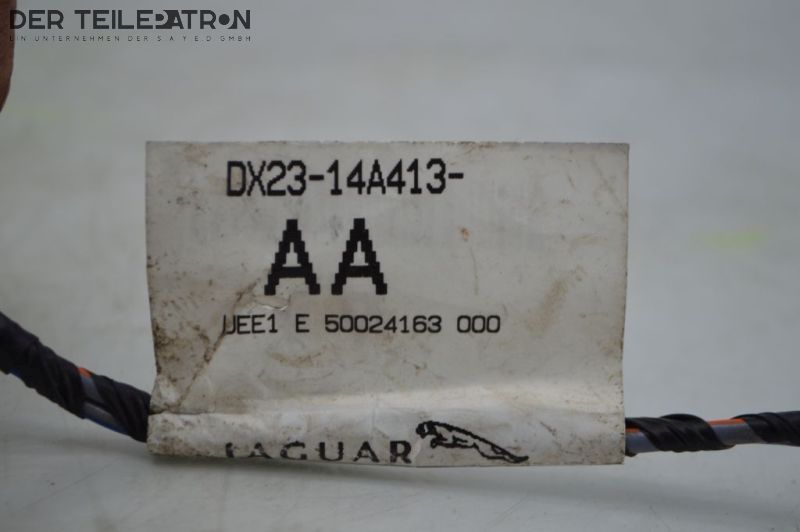 DER TEILEPATRON
EIN UNTERNEHMEN DER S A Y E D GMBH
DX23-14A413-
AA
UEE1 E 50024163 000
JAGUAR